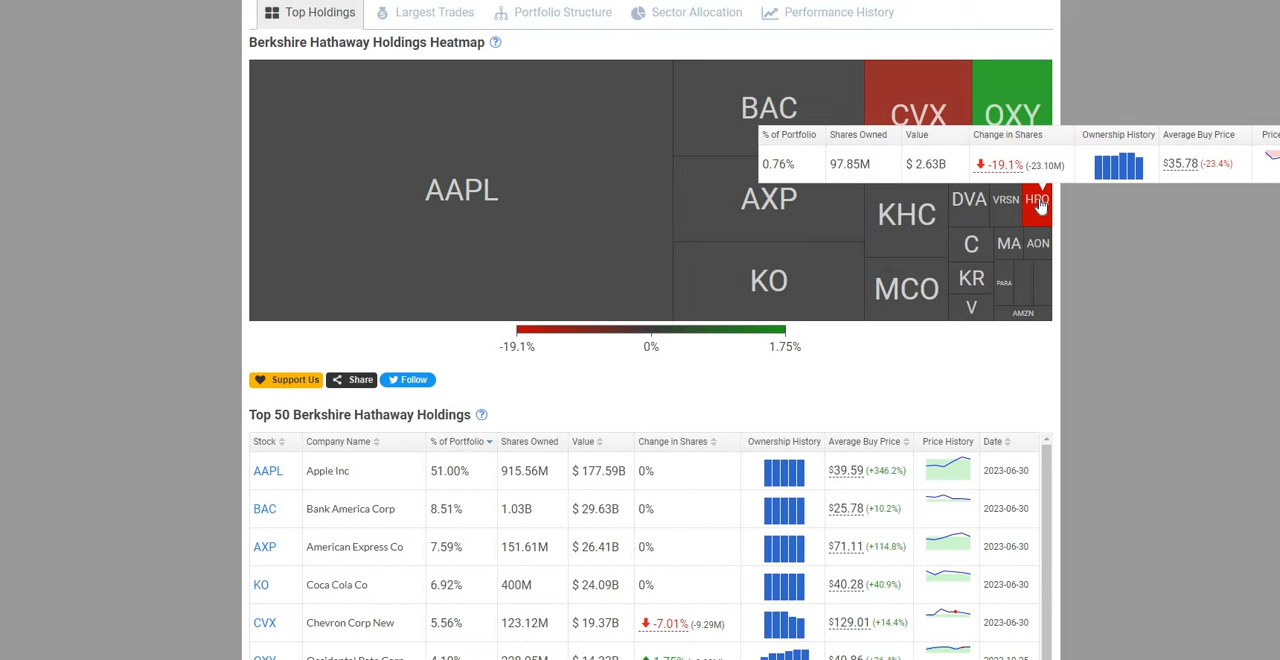 Top Holdings Largest Trades Portfolio Structure Sector Allocation Performance History
Berkshire Hathaway Holdings Heatmap ?
AAPL
BAC
CVX
OXY
% of Portfolio Shares Owned Value Change in Shares Ownership History Average Buy Price
0.76% 97.85M $ 2.63B -19.1% (-23.10M) $35.78 (-23.4%)
AXP
KHC
DVA
VRSN
HPQ
C
MA
AON
KO
MCO
KR
PARA
V
AMZN
-19.1% 0% 1.75%
Support Us Share Follow
Top 50 Berkshire Hathaway Holdings ?
Stock Company Name % of Portfolio Shares Owned Value Change in Shares Ownership History Average Buy Price Price History Date
AAPL Apple Inc 51.00% 915.56M $ 177.59B 0% $39.59 (+346.2%) 2023-06-30
BAC Bank America Corp 8.51% 1.03B $ 29.63B 0% $25.78 (+10.2%) 2023-06-30
AXP American Express Co 7.59% 151.61M $ 26.41B 0% $71.11 (+114.8%) 2023-06-30
KO Coca Cola Co 6.92% 400M $ 24.09B 0% $40.28 (+40.9%) 2023-06-30
CVX Chevron Corp New 5.56% 123.12M $ 19.37B -7.01% (-9.29M) $129.01 (+14.4%) 2023-06-30